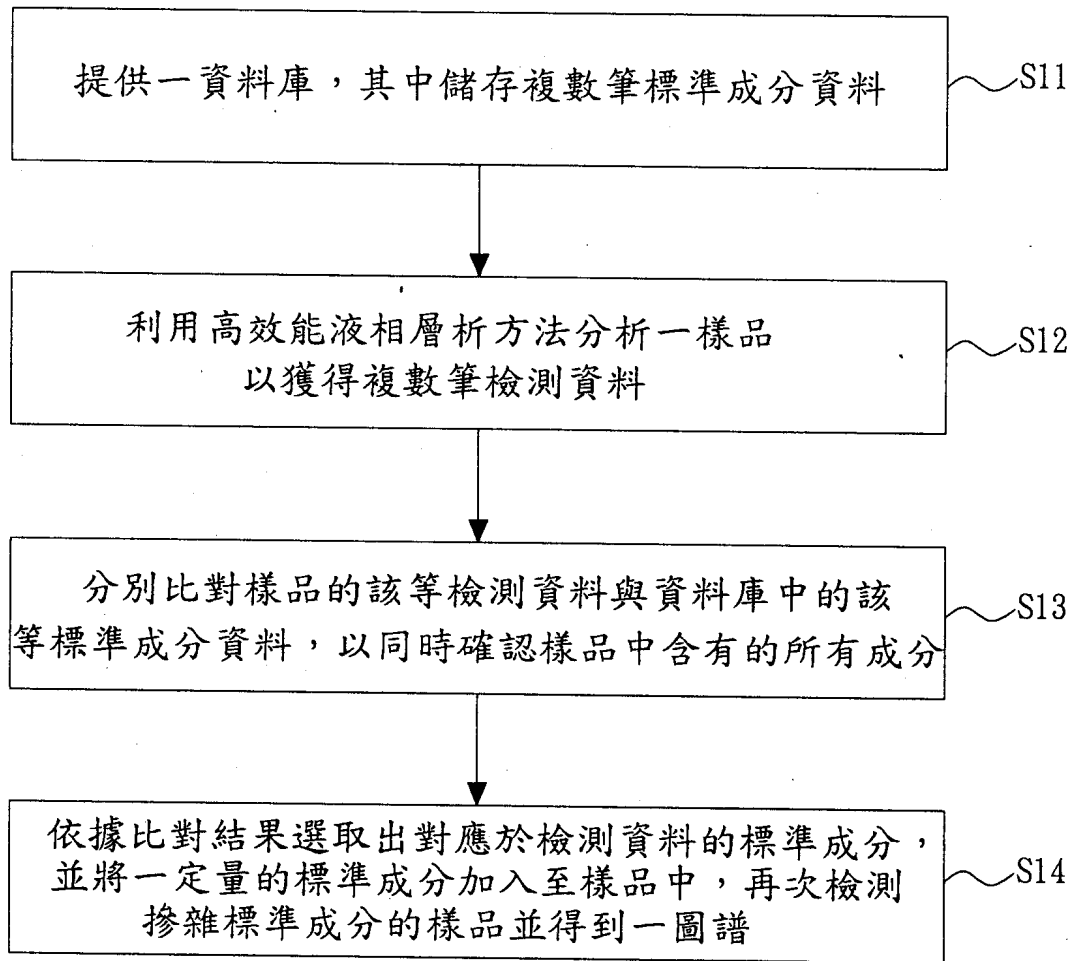 提供一資料庫，其中儲存複數筆標準成分資料
S11
利用高效能液相層析方法分析一樣品
以獲得複數筆檢測資料
S12
分別比對樣品的該等檢測資料與資料庫中的該
等標準成分資料，以同時確認樣品中含有的所有成分
S13
依據比對結果選取出對應於檢測資料的標準成分，
並將一定量的標準成分加入至樣品中，再次檢測
摻雜標準成分的樣品並得到一圖譜
S14